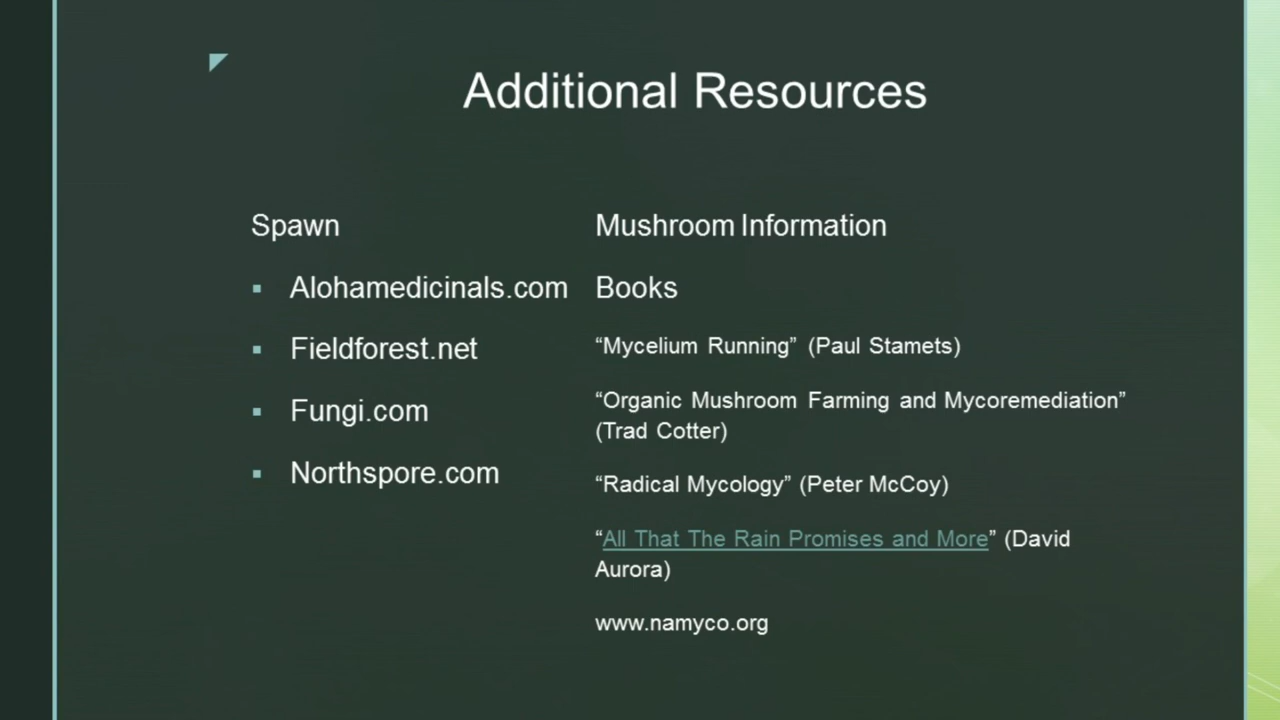 Additional Resources
Spawn
Alohamedicinals.com
Fieldforest.net
Fungi.com
Northspore.com
Mushroom Information
Books
“Mycelium Running” (Paul Stamets)
“Organic Mushroom Farming and Mycoremediation”
(Trad Cotter)
“Radical Mycology” (Peter McCoy)
“All That The Rain Promises and More” (David
Aurora)
www.namyco.org